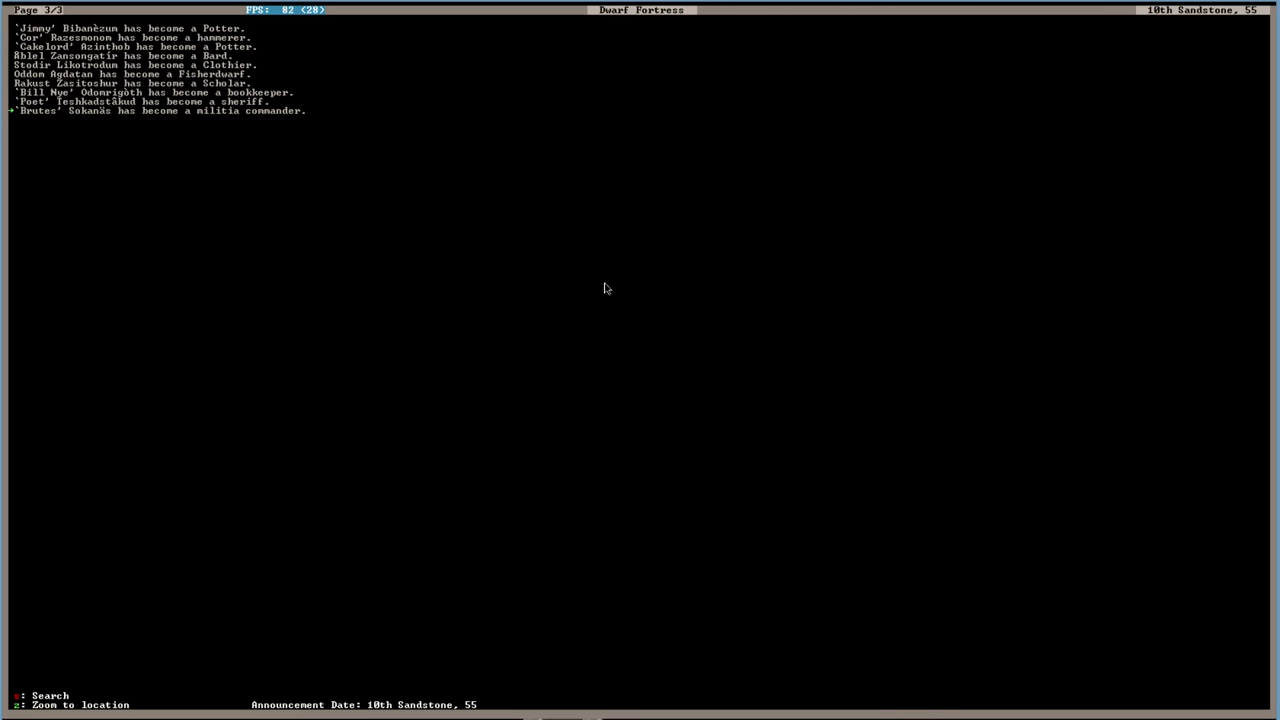 Page 3/3 FPS: 82 (28) Dwarf Fortress 10th Sandstone, 55
`Jimmy' Bibanèzum has become a Potter.
`Cor' Razesmonom has become a hammerer.
`Cakelord' Azinthob has become a Potter.
Åblel Zansongatír has become a Bard.
Stodir Likotrodum has become a Clothier.
Oddom Agdatan has become a Fisherdwarf.
Rakust Zasitoshur has become a Scholar.
`Bill Nye' Odomrigòth has become a bookkeeper.
`Poet' Teshkadstâkud has become a sheriff.
`Brutes' Sokanäs has become a militia commander.
s: Search
z: Zoom to location Announcement Date: 10th Sandstone, 55